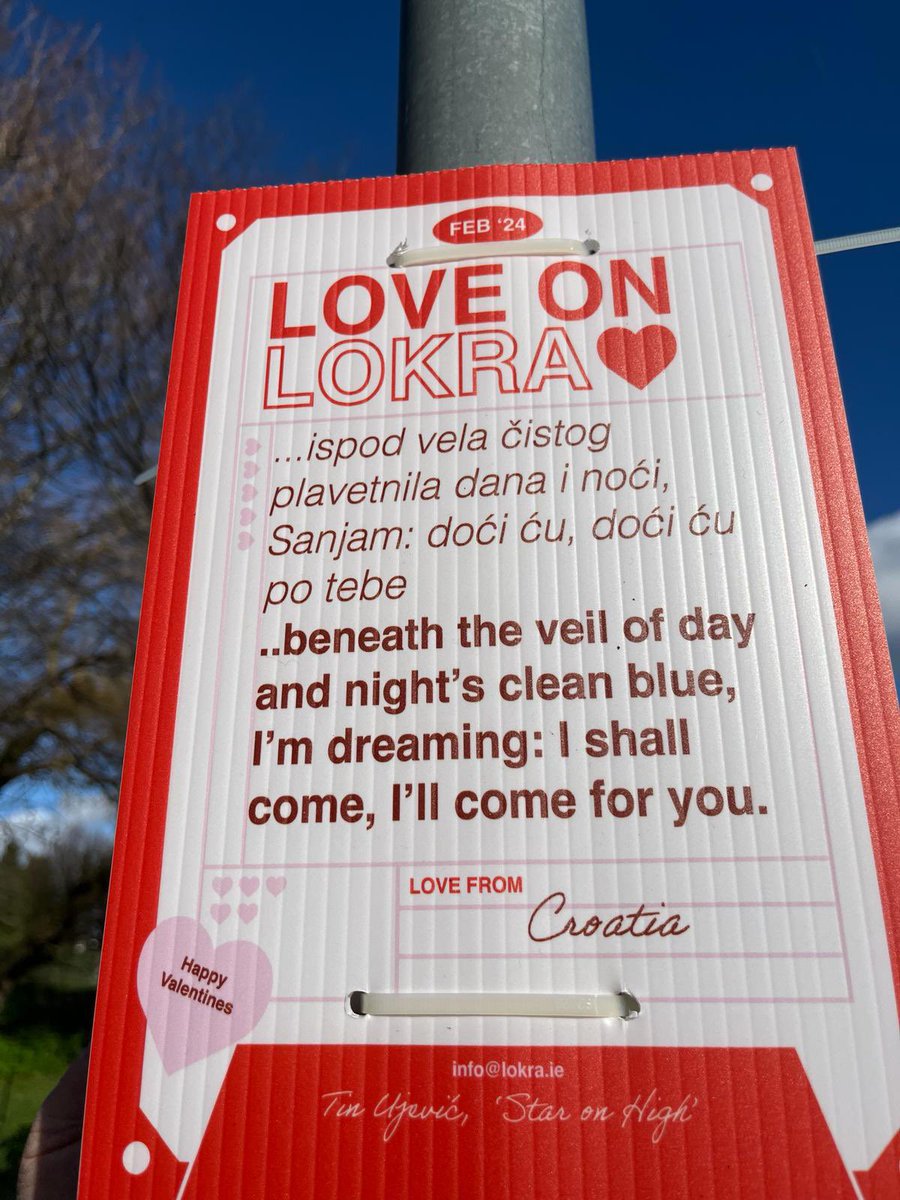 FEB ‘24
LOVE ON
LOKRA
...ispod vela čistog
plavetnila dana i noći,
Sanjam: doći ću, doći ću
po tebe
..beneath the veil of day
and night’s clean blue,
I’m dreaming: I shall
come, I’ll come for you.
LOVE FROM
Croatia
Happy
Valentines
info@lokra.ie
Tin Ujević, ‘Star on High’